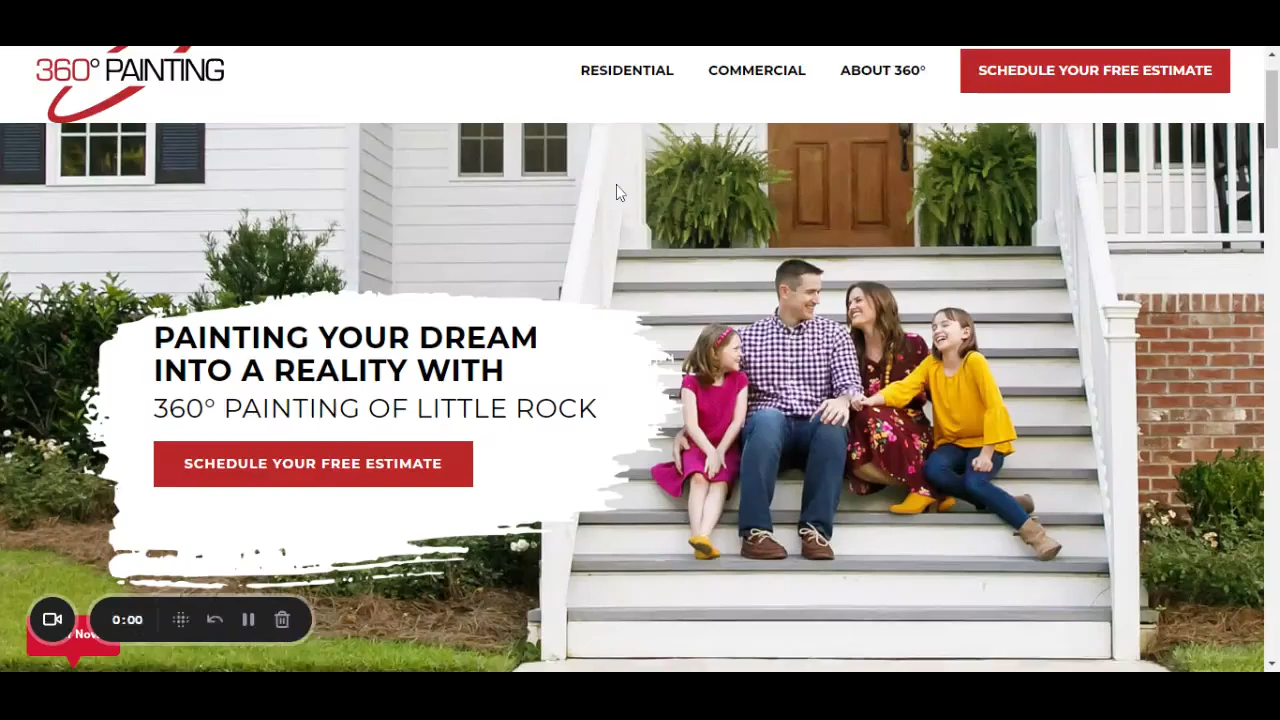 360° PAINTING
RESIDENTIAL
COMMERCIAL
ABOUT 360°
SCHEDULE YOUR FREE ESTIMATE
PAINTING YOUR DREAM
INTO A REALITY WITH
360° PAINTING OF LITTLE ROCK
SCHEDULE YOUR FREE ESTIMATE
0:00
Now